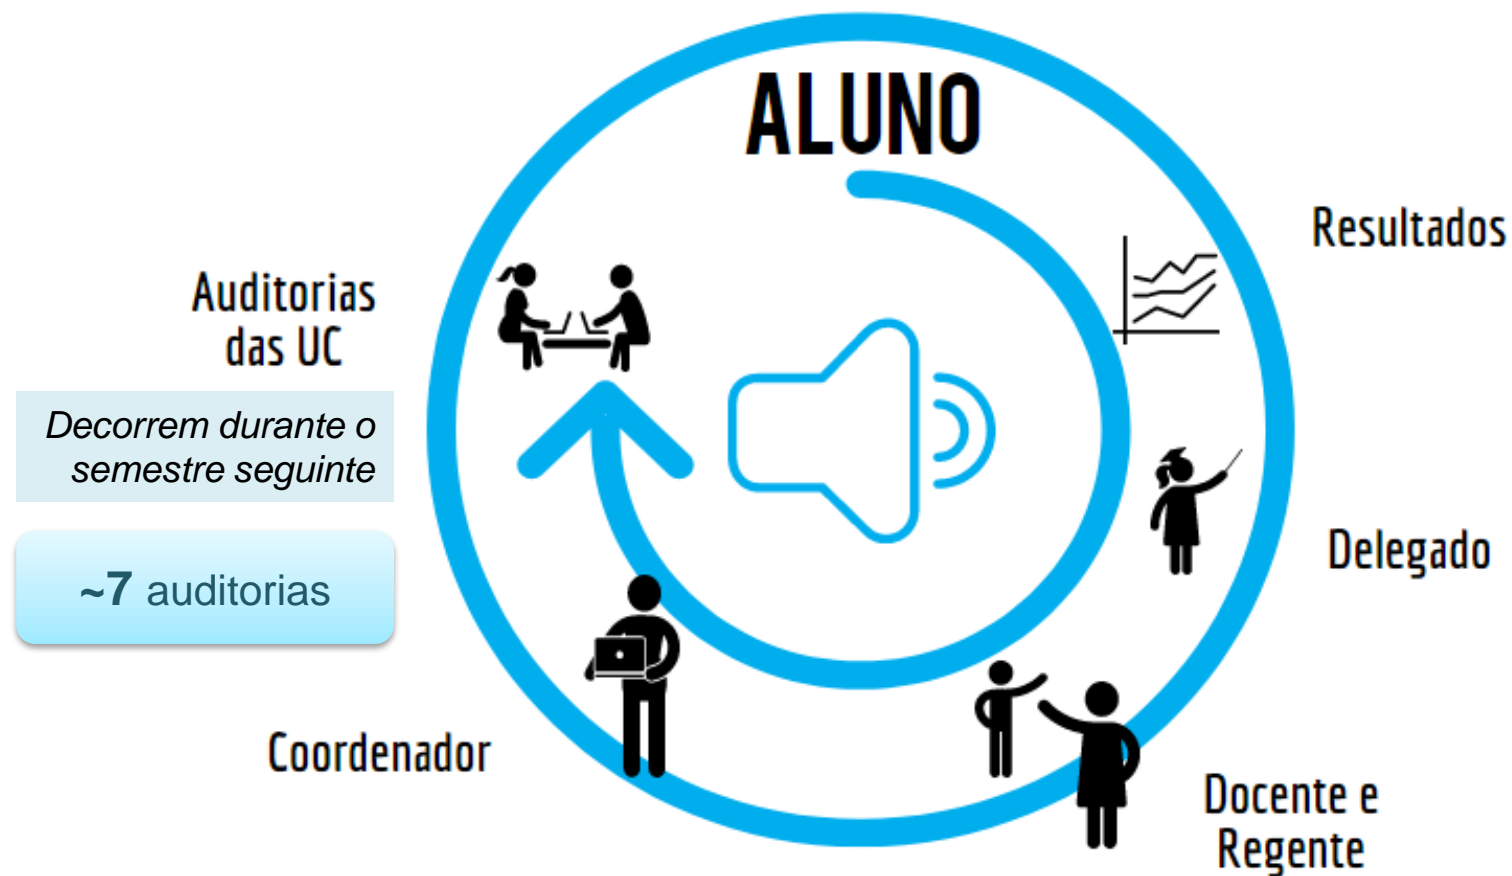 ALUNO
Resultados
Delegado
Docente e
Regente
Coordenador
Auditorias
das UC
Decorrem durante o
semestre seguinte
~7 auditorias